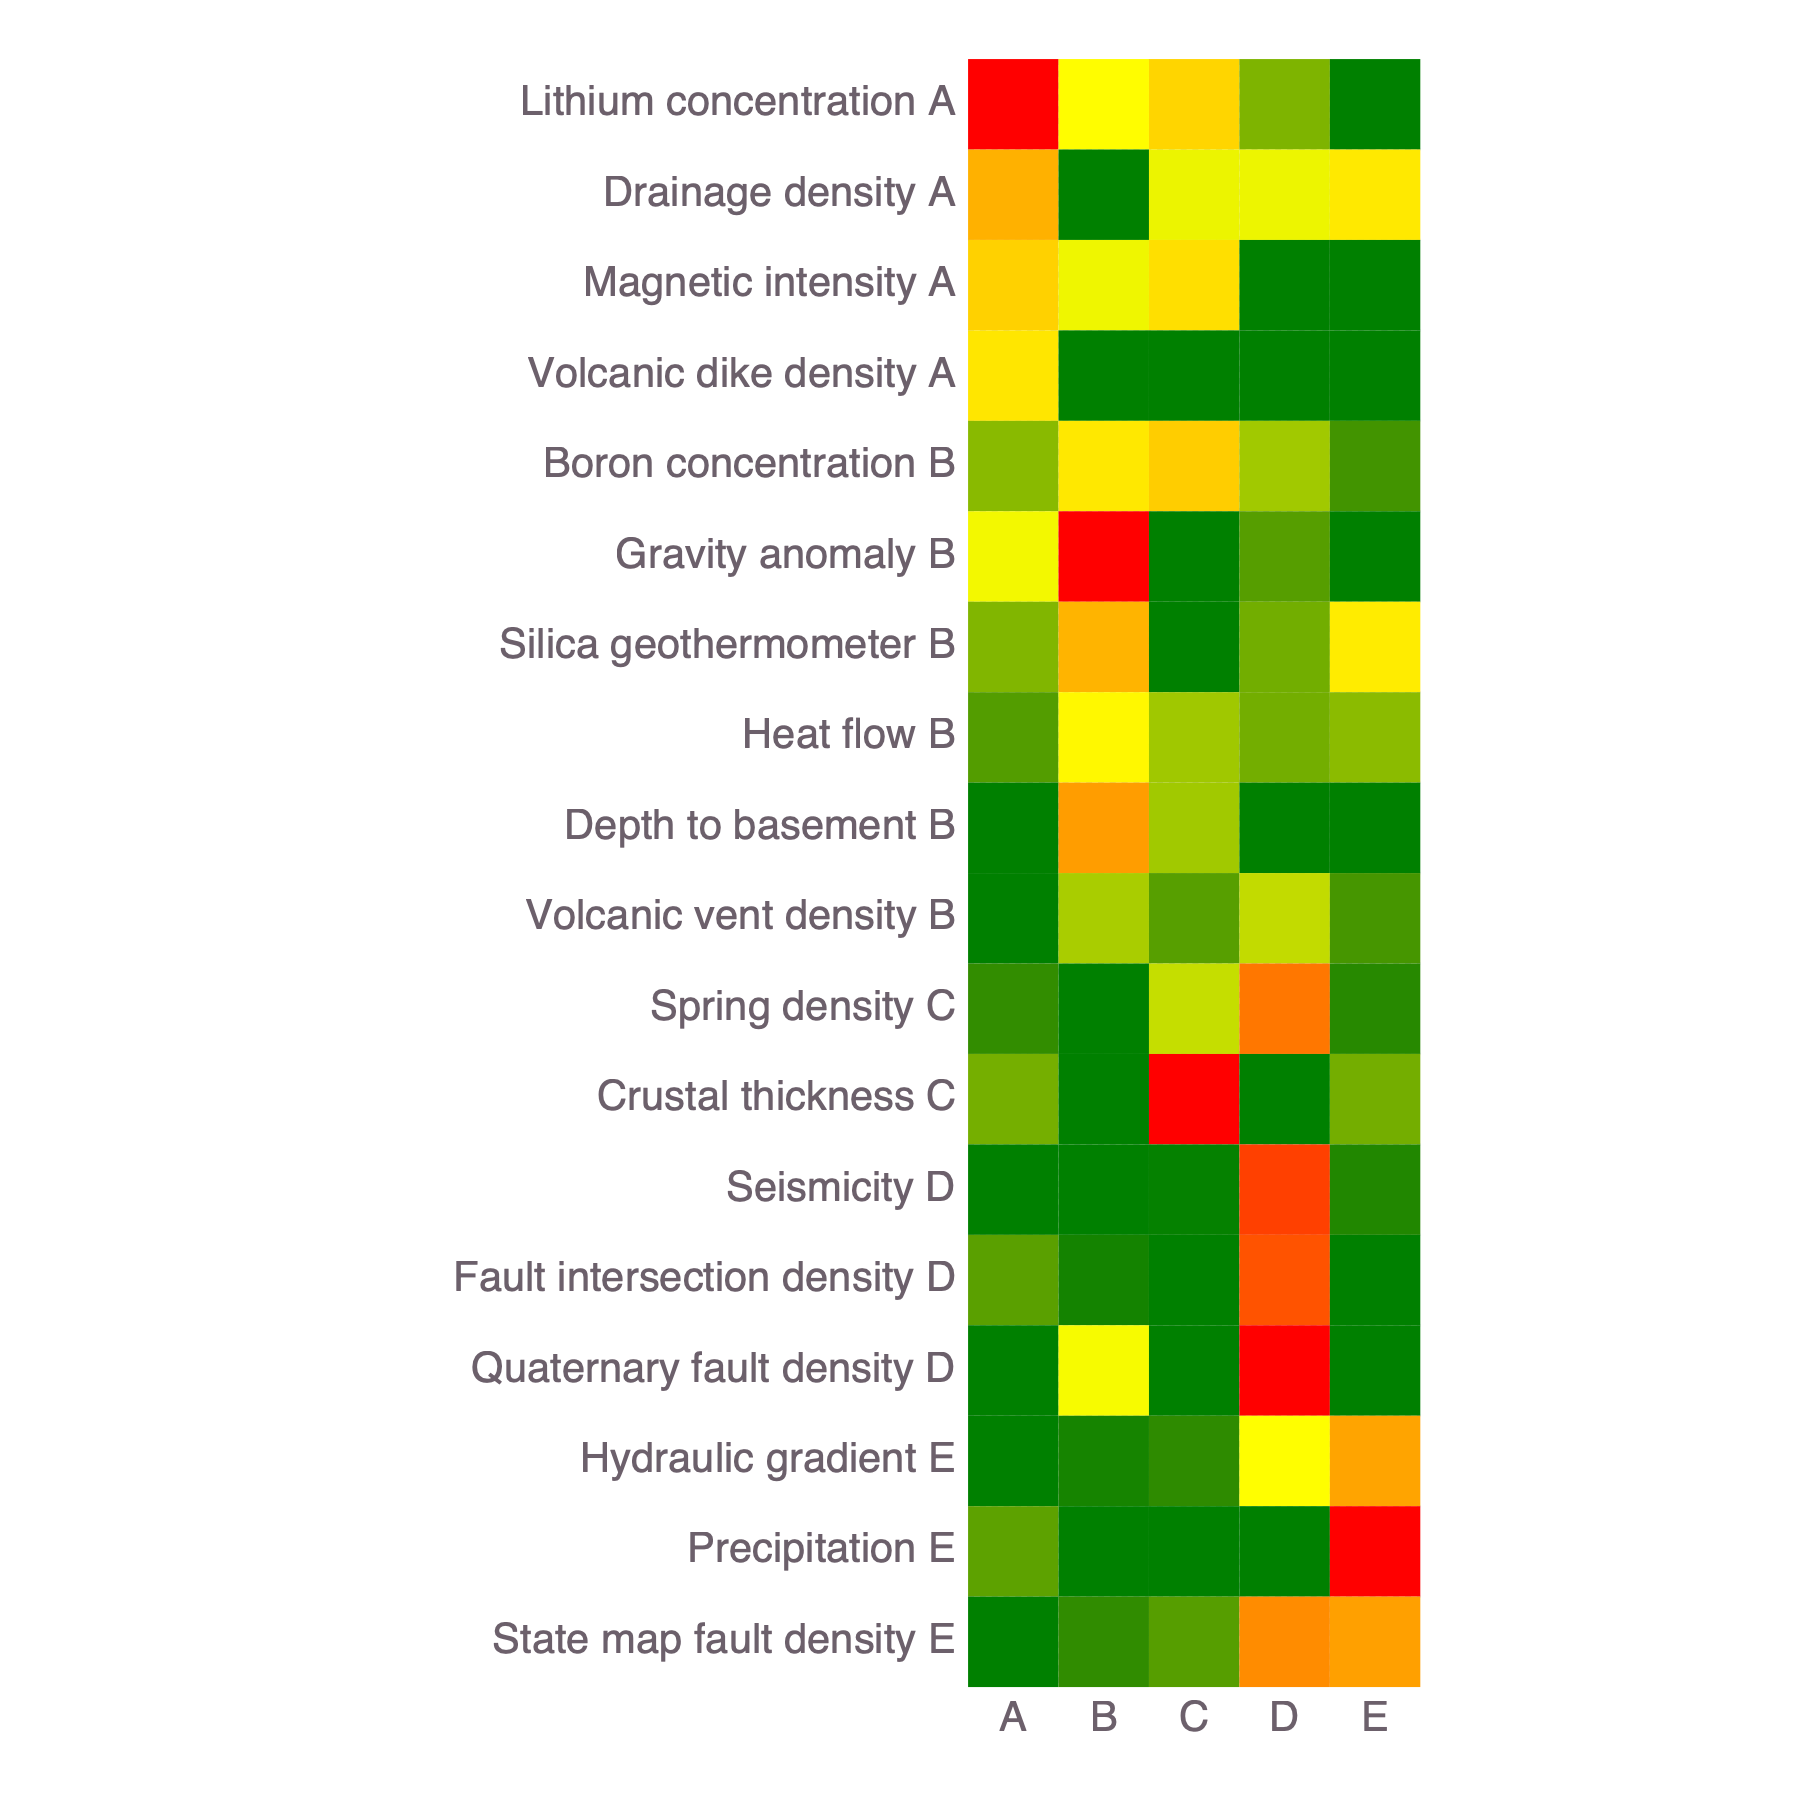 Lithium concentration A
Drainage density A
Magnetic intensity A
Volcanic dike density A
Boron concentration B
Gravity anomaly B
Silica geothermometer B
Heat flow B
Depth to basement B
Volcanic vent density B
Spring density C
Crustal thickness C
Seismicity D
Fault intersection density D
Quaternary fault density D
Hydraulic gradient E
Precipitation E
State map fault density E
A B C D E